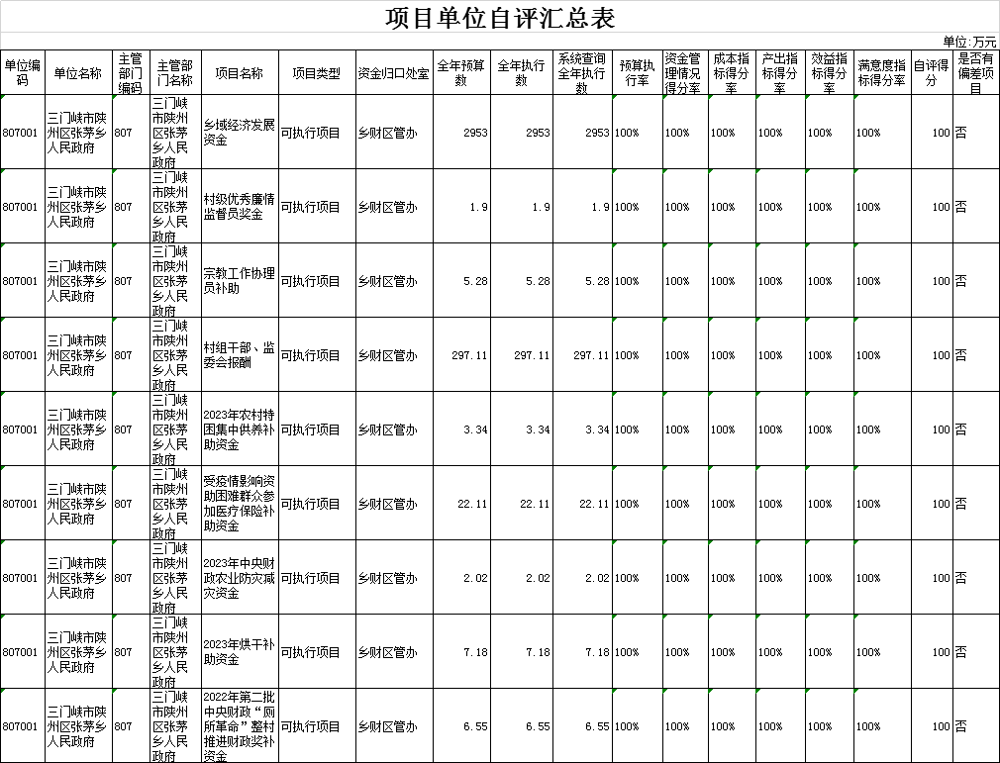 项目单位自评汇总表
单位:万元
单位编码 单位名称 主管部门编码 主管部门名称 项目名称 项目类型 资金归口处室 全年预算数 全年执行数 系统查询全年执行数 预算执行率 资金管理情况得分率 成本指标得分率 产出指标得分率 效益指标得分率 满意度指标得分率 自评得分 是否有偏差项目
807001 三门峡市陕州区张茅乡人民政府 807 三门峡市陕州区张茅乡人民政府 乡域经济发展资金 可执行项目 乡财区管办 2953 2953 2953 100% 100% 100% 100% 100% 100% 100 否
807001 三门峡市陕州区张茅乡人民政府 807 三门峡市陕州区张茅乡人民政府 村级优秀廉情监督员奖金 可执行项目 乡财区管办 1.9 1.9 1.9 100% 100% 100% 100% 100% 100% 100 否
807001 三门峡市陕州区张茅乡人民政府 807 三门峡市陕州区张茅乡人民政府 宗教工作协理员补助 可执行项目 乡财区管办 5.28 5.28 5.28 100% 100% 100% 100% 100% 100% 100 否
807001 三门峡市陕州区张茅乡人民政府 807 三门峡市陕州区张茅乡人民政府 村组干部、监委会报酬 可执行项目 乡财区管办 297.11 297.11 297.11 100% 100% 100% 100% 100% 100% 100 否
807001 三门峡市陕州区张茅乡人民政府 807 三门峡市陕州区张茅乡人民政府 2023年农村特困集中供养补助资金 可执行项目 乡财区管办 3.34 3.34 3.34 100% 100% 100% 100% 100% 100% 100 否
807001 三门峡市陕州区张茅乡人民政府 807 三门峡市陕州区张茅乡人民政府 受疫情影响资助困难群众参加医疗保险补助资金 可执行项目 乡财区管办 22.11 22.11 22.11 100% 100% 100% 100% 100% 100% 100 否
807001 三门峡市陕州区张茅乡人民政府 807 三门峡市陕州区张茅乡人民政府 2023年中央财政农业防灾减灾资金 可执行项目 乡财区管办 2.02 2.02 2.02 100% 100% 100% 100% 100% 100% 100 否
807001 三门峡市陕州区张茅乡人民政府 807 三门峡市陕州区张茅乡人民政府 2023年烘干补助资金 可执行项目 乡财区管办 7.18 7.18 7.18 100% 100% 100% 100% 100% 100% 100 否
807001 三门峡市陕州区张茅乡人民政府 807 三门峡市陕州区张茅乡人民政府 2022年第二批中央财政“厕所革命”整村推进财政奖补资金 可执行项目 乡财区管办 6.55 6.55 6.55 100% 100% 100% 100% 100% 100% 100 否